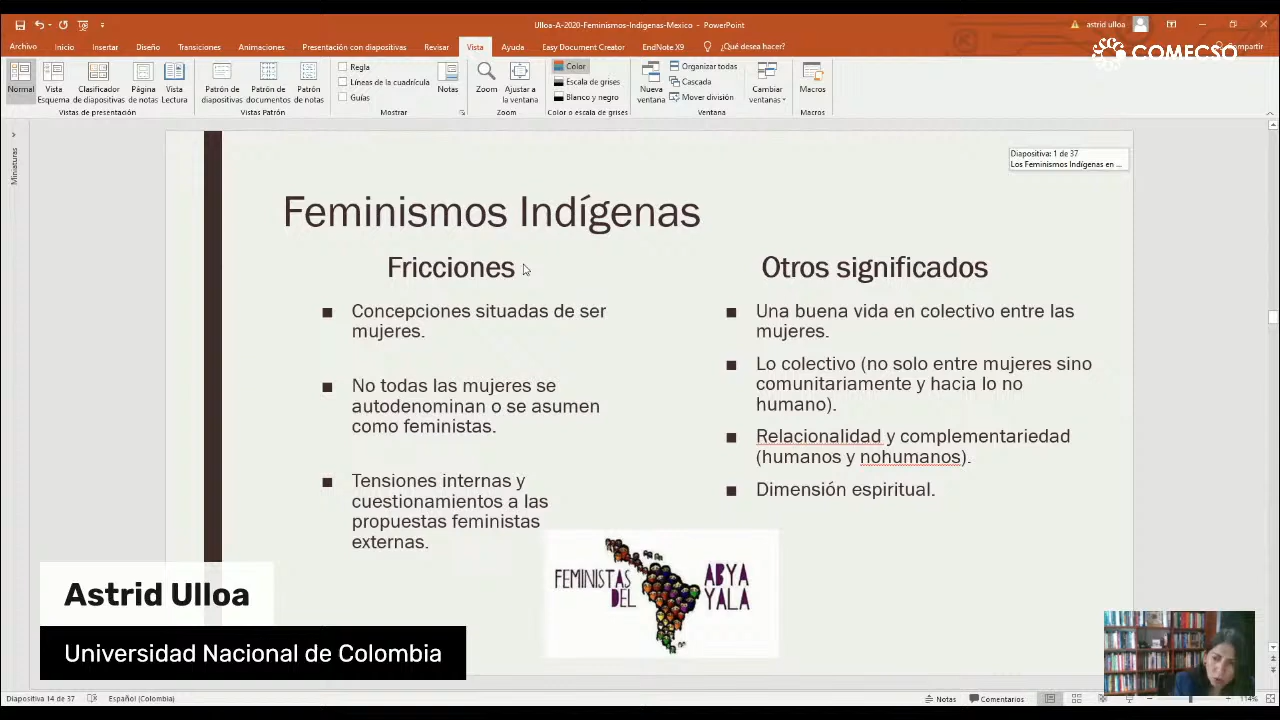 Ulloa-A-2020-Feminismos-Indigenas-Mexico - PowerPoint
astrid ulloa
Archivo Inicio Insertar Diseño Transiciones Animaciones Presentación con diapositivas Revisar Vista Ayuda Easy Document Creator EndNote X9 ¿Qué desea hacer? Compartir
COMECSO
Normal
Vista Esquema
Clasificador de diapositivas
Página de notas
Vista Lectura
Vistas de presentación
Patrón de diapositivas
Patrón de documentos
Patrón de notas
Vistas Patrón
Regla
Líneas de la cuadrícula
Guías
Mostrar
Notas
Zoom
Ajustar a la ventana
Zoom
Color
Escala de grises
Blanco y negro
Color o escala de grises
Nueva ventana
Organizar todas
Cascada
Mover división
Cambiar ventanas
Ventana
Macros
Macros
Miniaturas
Diapositiva: 1 de 37
Los Feminismos Indígenas en ...
Feminismos Indígenas
Fricciones
■ Concepciones situadas de ser
mujeres.
■ No todas las mujeres se
autodenominan o se asumen
como feministas.
■ Tensiones internas y
cuestionamientos a las
propuestas feministas
externas.
Otros significados
■ Una buena vida en colectivo entre las
mujeres.
■ Lo colectivo (no solo entre mujeres sino
comunitariamente y hacia lo no
humano).
■ Relacionalidad y complementariedad
(humanos y nohumanos).
■ Dimensión espiritual.
FEMINISTAS
DEL
ABYA
YALA
Astrid Ulloa
Universidad Nacional de Colombia
Diapositiva 14 de 37 Español (Colombia) Notas Comentarios 114%